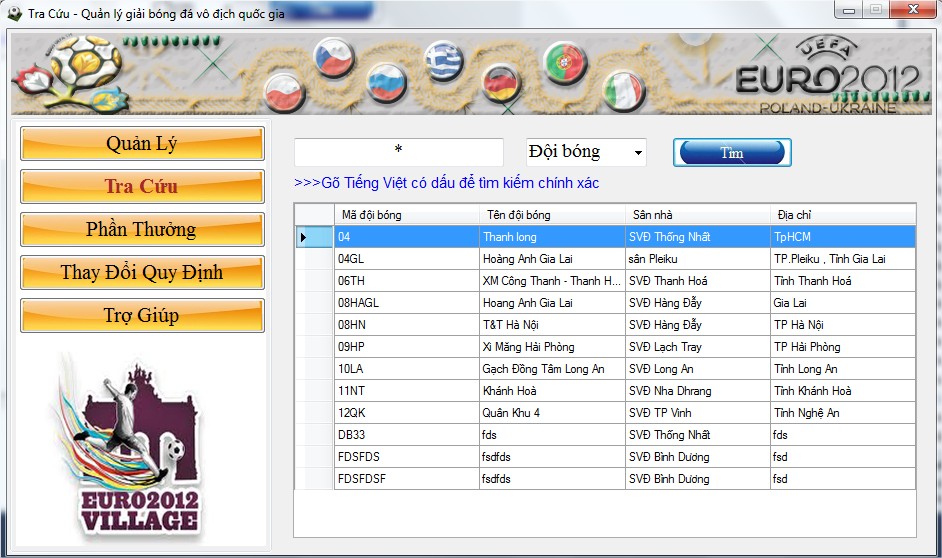 Tra Cứu - Quản lý giải bóng đá vô địch quốc gia
UEFA
EURO2012
POLAND-UKRAINE
Quản Lý
Tra Cứu
Phần Thưởng
Thay Đổi Quy Định
Trợ Giúp
EURO2012
VILLAGE
* Đội bóng Tìm
>>>Gõ Tiếng Việt có dấu để tìm kiếm chính xác
Mã đội bóng Tên đội bóng Sân nhà Địa chỉ
04 Thanh long SVĐ Thống Nhất TpHCM
04GL Hoàng Anh Gia Lai sân Pleiku TP.Pleiku , Tỉnh Gia Lai
06TH XM Công Thanh - Thanh H... SVĐ Thanh Hoá Tỉnh Thanh Hoá
08HAGL Hoang Anh Gia Lai SVĐ Hàng Đẫy Gia Lai
08HN T&T Hà Nội SVĐ Hàng Đẫy TP Hà Nội
09HP Xi Măng Hải Phòng SVĐ Lạch Tray TP Hải Phòng
10LA Gạch Đồng Tâm Long An SVĐ Long An Tỉnh Long An
11NT Khánh Hoà SVĐ Nha Dhrang Tỉnh Khánh Hoà
12QK Quân Khu 4 SVĐ TP Vinh Tỉnh Nghệ An
DB33 fds SVĐ Thống Nhất fds
FDSFDS fsdfds SVĐ Bình Dương fsd
FDSFDSF fsdfds SVĐ Bình Dương fsd